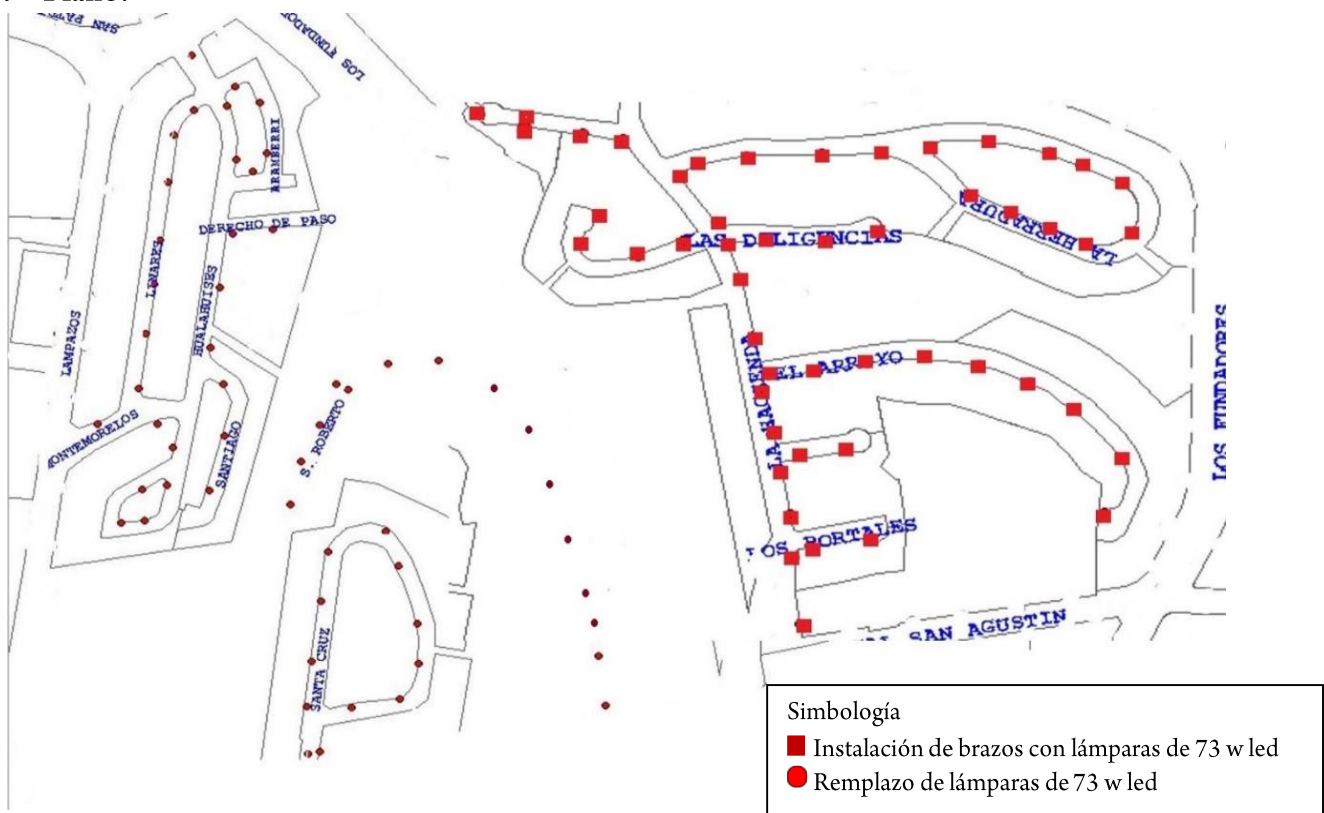 LOS FUNDADOR
ARAMBERRI
DERECHO DE PASO
LINARES
HUALAHUISES
LAMPAZOS
MONTEMORELOS
SANTIAGO
S. ROBERTO
SANTA CRUZ
LAS DILIGENCIAS
LA HERRADURA
LA HACIENDA
EL ARROYO
LOS PORTALES
AL SAN AGUSTIN
LOS FUNDADORES
Simbología
Instalación de brazos con lámparas de 73 w led
Remplazo de lámparas de 73 w led